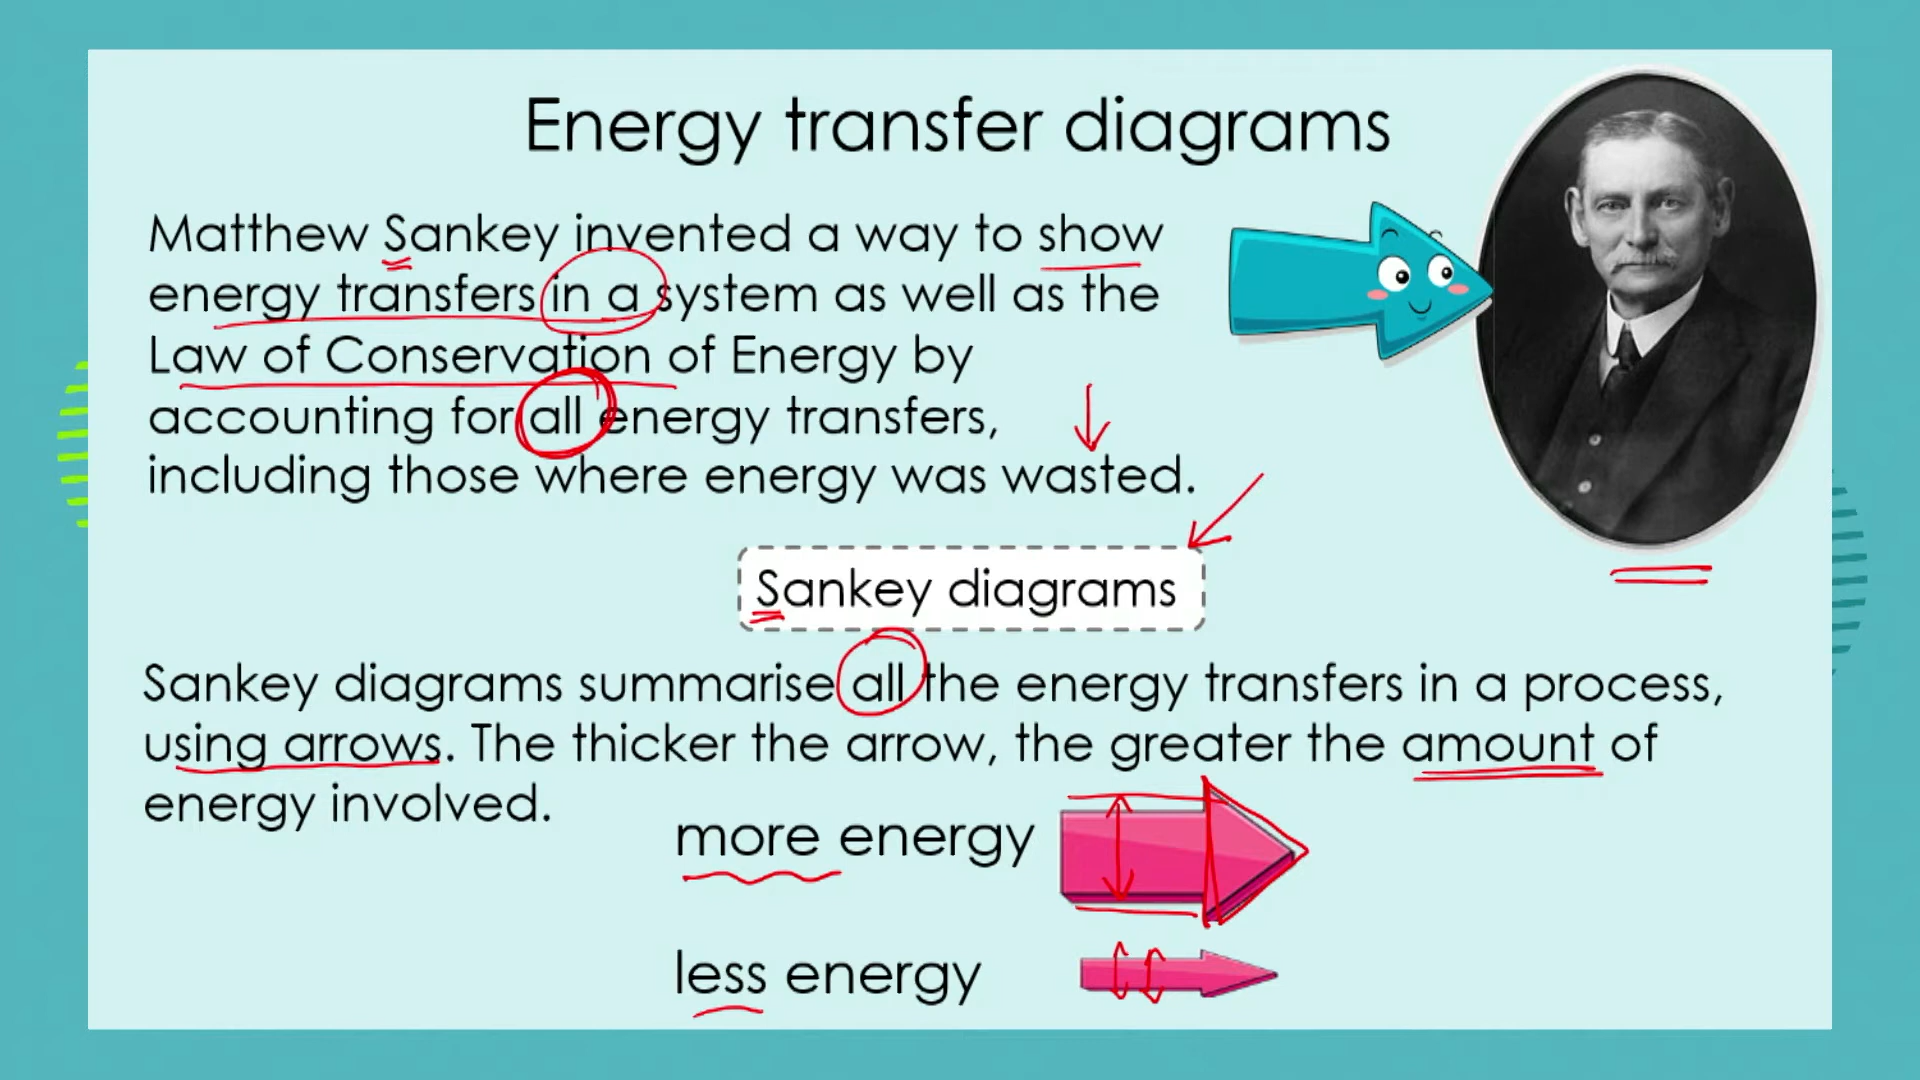 Energy transfer diagrams
Matthew Sankey invented a way to show
energy transfers in a system as well as the
Law of Conservation of Energy by
accounting for all energy transfers,
including those where energy was wasted.
Sankey diagrams
Sankey diagrams summarise all the energy transfers in a process,
using arrows. The thicker the arrow, the greater the amount of
energy involved.
more energy
less energy